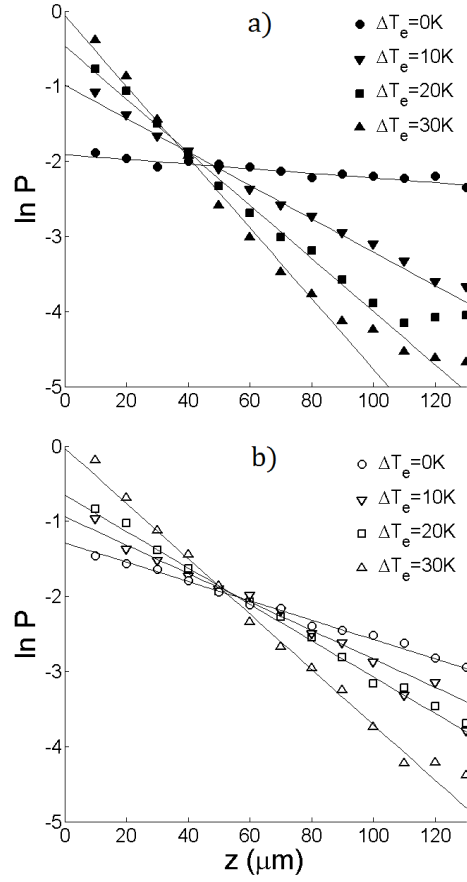 a)
● ΔTₑ=0K
▼ ΔTₑ=10K
■ ΔTₑ=20K
▲ ΔTₑ=30K
0
-1
-2
-3
-4
-5
ln P
0 20 40 60 80 100 120
b)
○ ΔTₑ=0K
▽ ΔTₑ=10K
□ ΔTₑ=20K
△ ΔTₑ=30K
0
-1
-2
-3
-4
-5
ln P
0 20 40 60 80 100 120
z (μm)